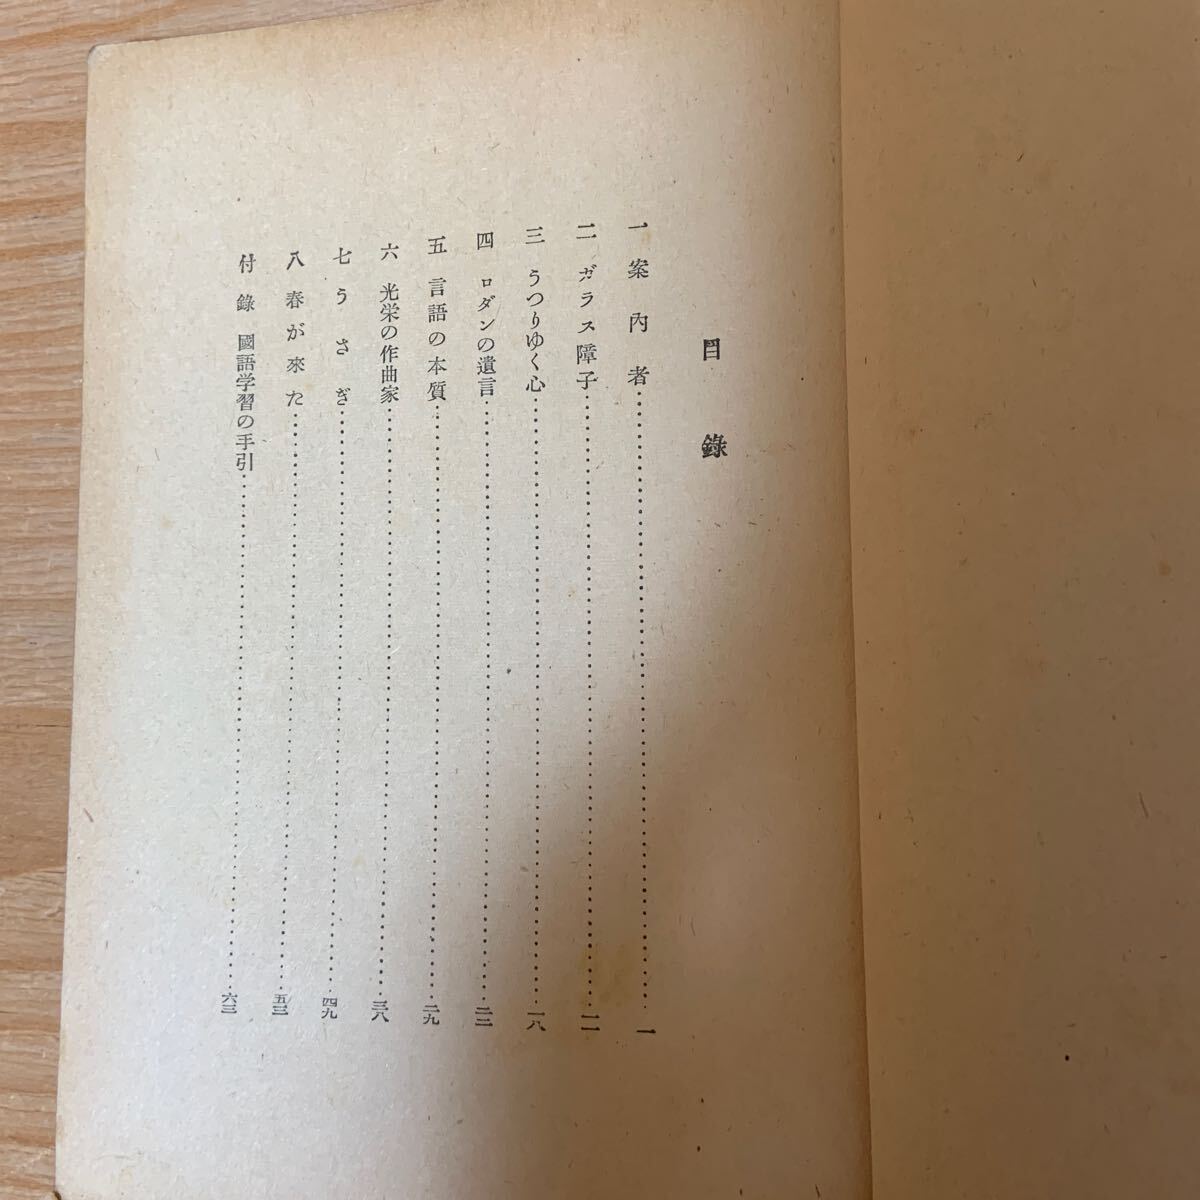 目錄
一 案內者……一
二 ガラス障子……一一
三 うつりゆく心……一八
四 ロダンの遺言……二二
五 言語の本質……二九
六 光栄の作曲家……三八
七 うさぎ……四九
八 春が來た……五三
付錄 國語学習の手引……六三